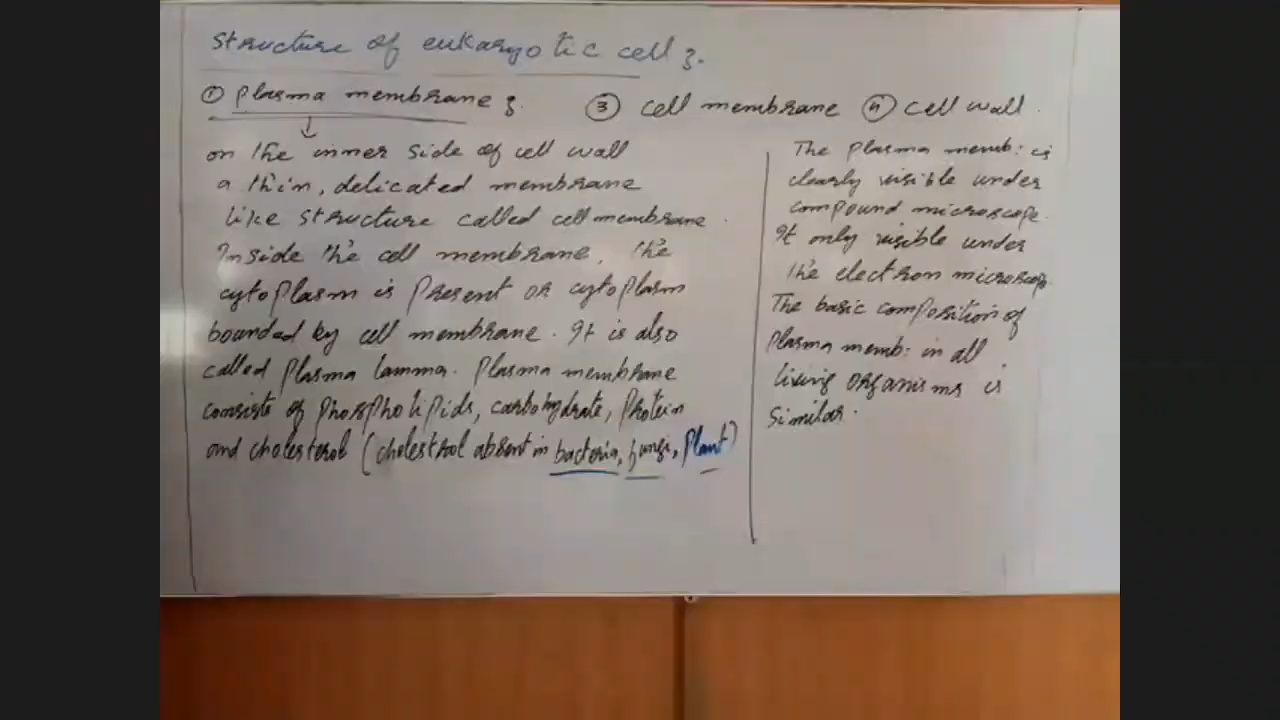 Structure of eukaryotic cell :-
① Plasma membrane :-
③ cell membrane ④ cell wall.
on the inner side of cell wall
a thin, delicated membrane
like structure called cell membrane.
Inside the cell membrane, the
cytoplasm is present or cytoplasm
bounded by cell membrane. It is also
called Plasma lamma. Plasma membrane
consists of phospholipids, carbohydrate, protein
and cholesterol (cholestrol absent in bacteria, fungi, Plant)
The plasma memb: is
clearly visible under
compound microscope.
It only visible under
the electron microscope.
The basic composition of
plasma memb: in all
living organisms is
similar.